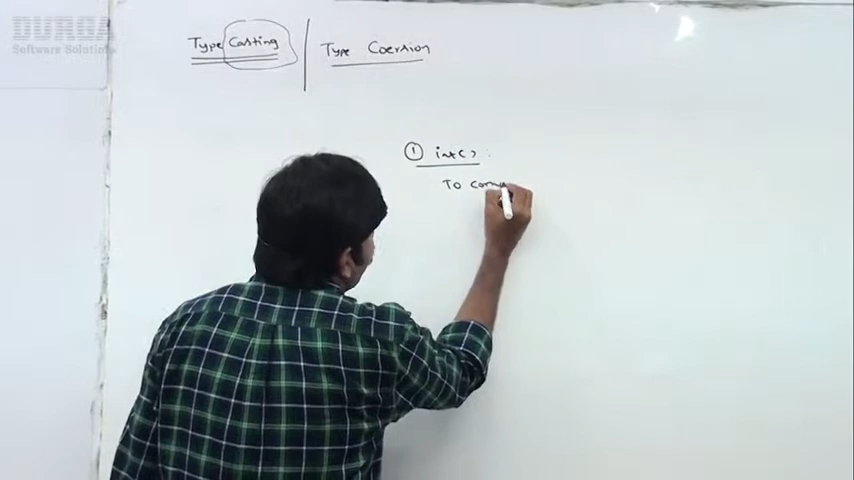 DURGA
Software Solutions
Type Casting | Type Coersion
① int() :
To conv